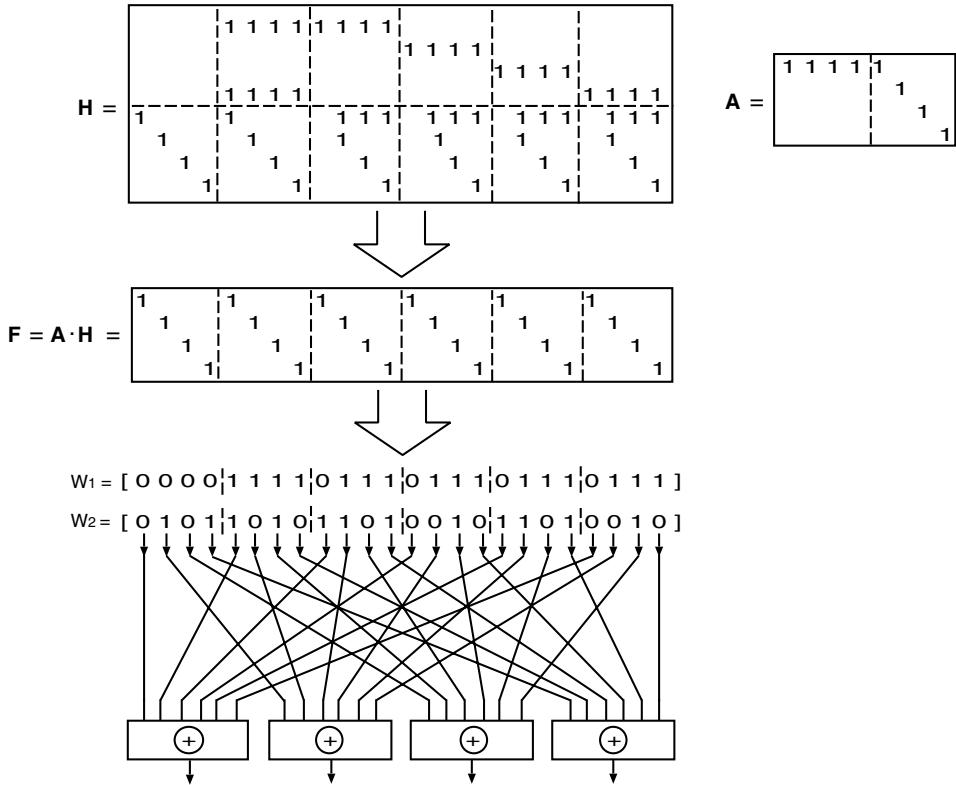 1 1 1 1 1 1 1 1
1 1 1 1
1 1 1 1
1 1 1 1 1 1 1 1
H =
1 1 1 1 1 1 1 1 1 1 1 1 1 1
1 1 1 1 1 1
1 1 1 1 1 1
1 1 1 1 1 1
A =
1 1 1 1 1
1
1
1
F = A · H =
1 1 1 1 1 1
1 1 1 1 1 1
1 1 1 1 1 1
1 1 1 1 1 1
W1 = [ 0 0 0 0 1 1 1 1 0 1 1 1 0 1 1 1 0 1 1 1 0 1 1 1 ]
W2 = [ 0 1 0 1 1 0 1 0 1 1 0 1 0 0 1 0 1 1 0 1 0 0 1 0 ]
+ + + +